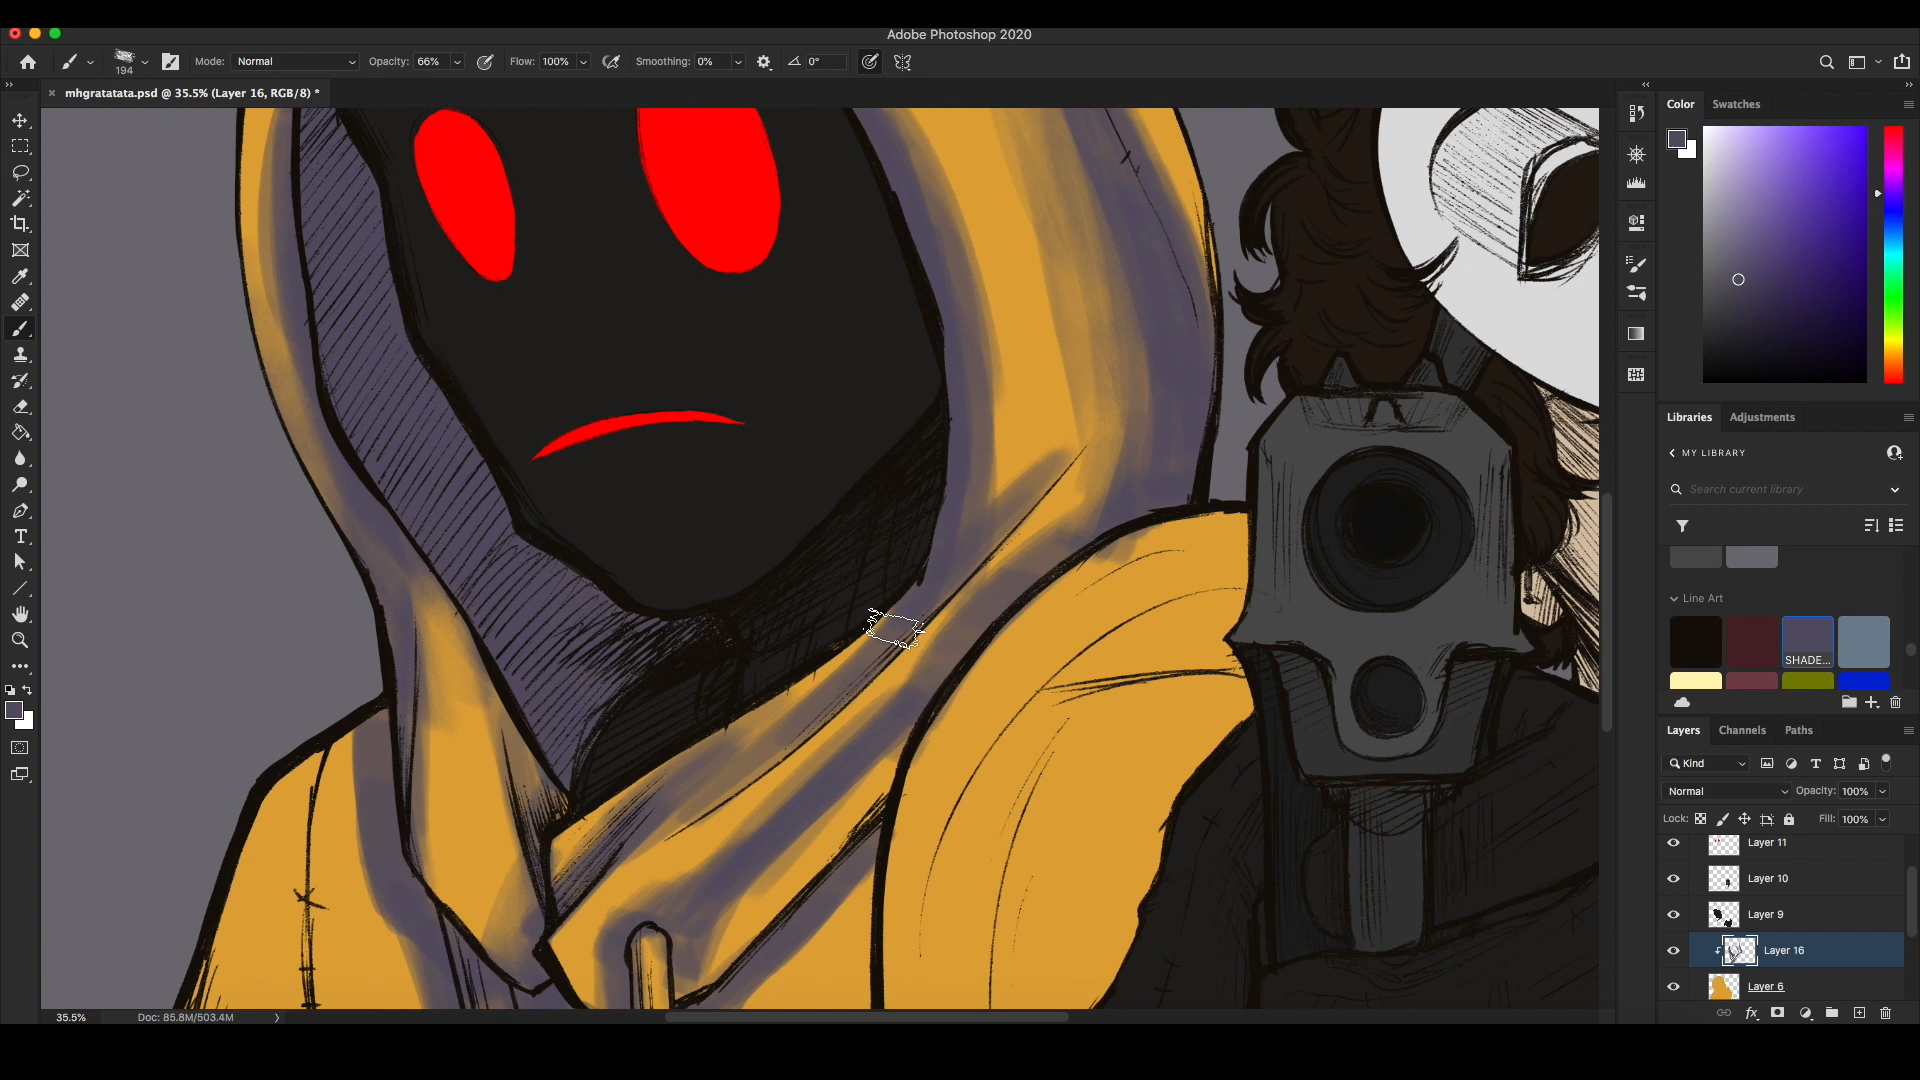 Adobe Photoshop 2020
194
Mode: Normal
Opacity: 66%
Flow: 100%
Smoothing: 0%
0°
mhgratatata.psd @ 35.5% (Layer 16, RGB/8) *
Color
Swatches
Libraries
Adjustments
MY LIBRARY
Search current library
Line Art
SHADE...
Layers
Channels
Paths
Kind
Normal
Opacity: 100%
Lock:
Fill: 100%
Layer 11
Layer 10
Layer 9
Layer 16
Layer 6
fx
35.5%
Doc: 85.8M/503.4M